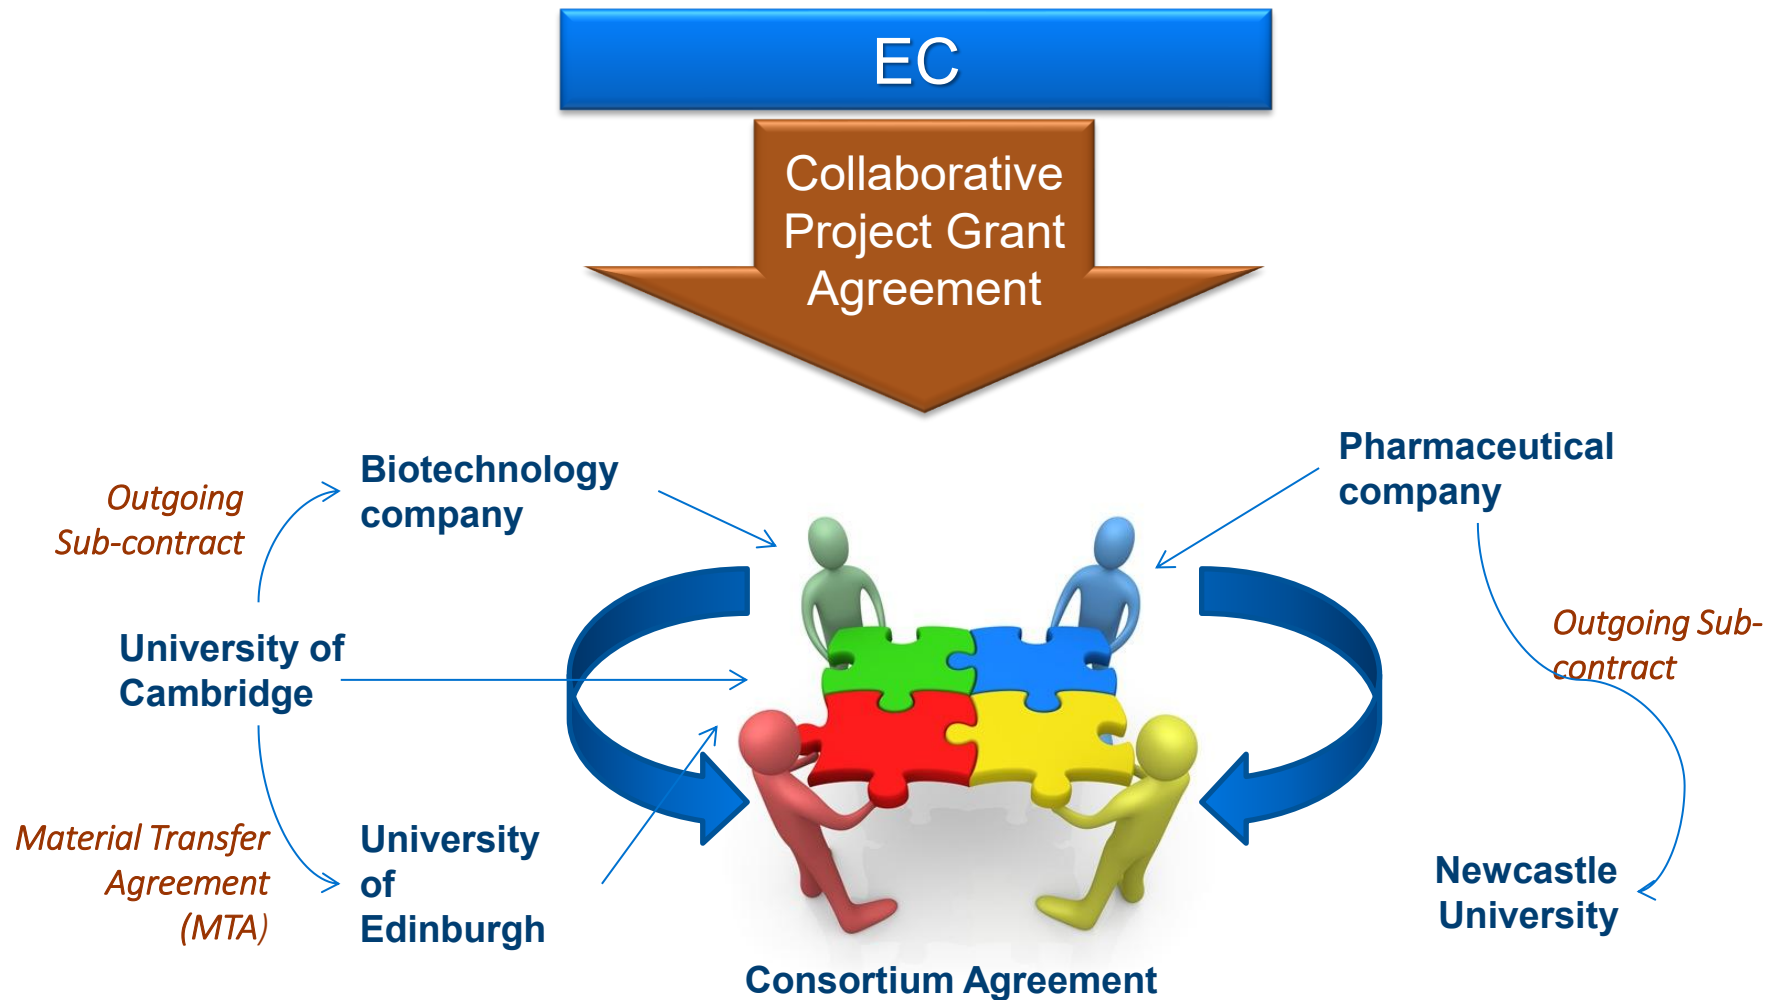 EC
Collaborative
Project Grant
Agreement
Biotechnology
company
Pharmaceutical
company
Outgoing
Sub-contract
University of
Cambridge
Outgoing Sub-
contract
Material Transfer
Agreement
(MTA)
University
of
Edinburgh
Newcastle
University
Consortium Agreement